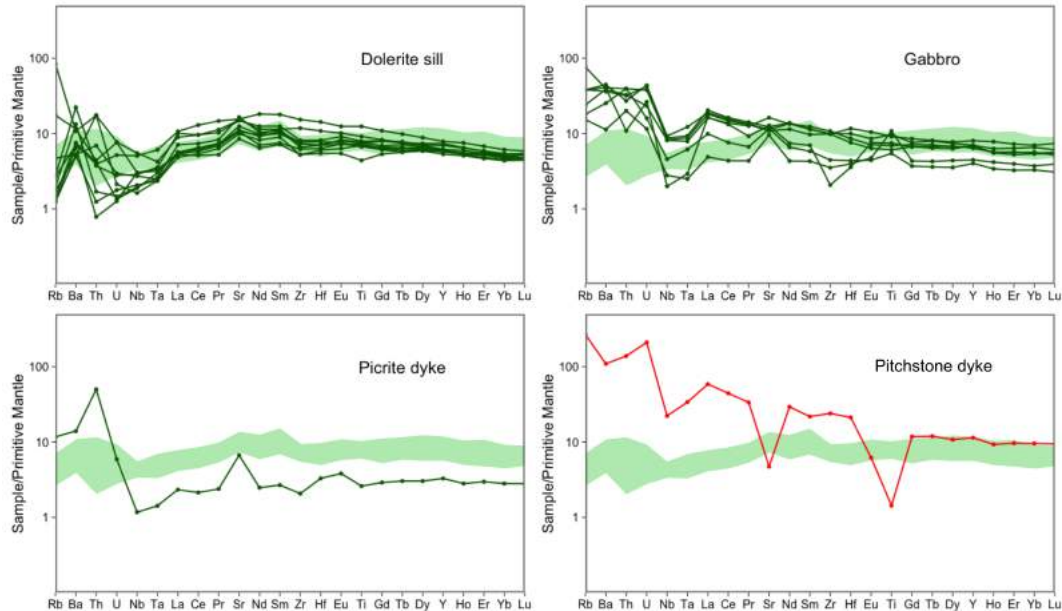 Sample/Primitive Mantle
100
10
1
Dolerite sill
Rb Ba Th U Nb Ta La Ce Pr Sr Nd Sm Zr Hf Eu Ti Gd Tb Dy Y Ho Er Yb Lu
Sample/Primitive Mantle
100
10
1
Gabbro
Rb Ba Th U Nb Ta La Ce Pr Sr Nd Sm Zr Hf Eu Ti Gd Tb Dy Y Ho Er Yb Lu
Sample/Primitive Mantle
100
10
1
Picrite dyke
Rb Ba Th U Nb Ta La Ce Pr Sr Nd Sm Zr Hf Eu Ti Gd Tb Dy Y Ho Er Yb Lu
Sample/Primitive Mantle
100
10
1
Pitchstone dyke
Rb Ba Th U Nb Ta La Ce Pr Sr Nd Sm Zr Hf Eu Ti Gd Tb Dy Y Ho Er Yb Lu